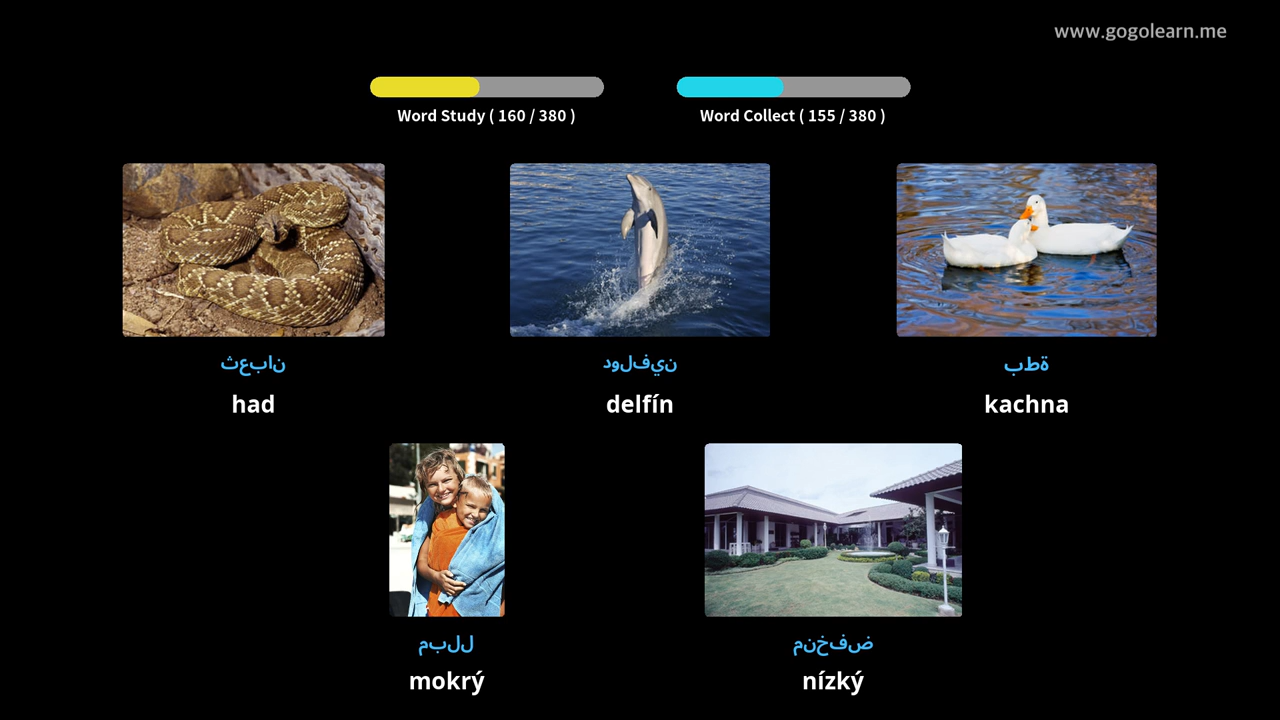 www.gogolearn.me
Word Study ( 160 / 380 )
Word Collect ( 155 / 380 )
ثعبان
had
دولفين
delfín
بطة
kachna
مبلل
mokrý
منخفض
nízký